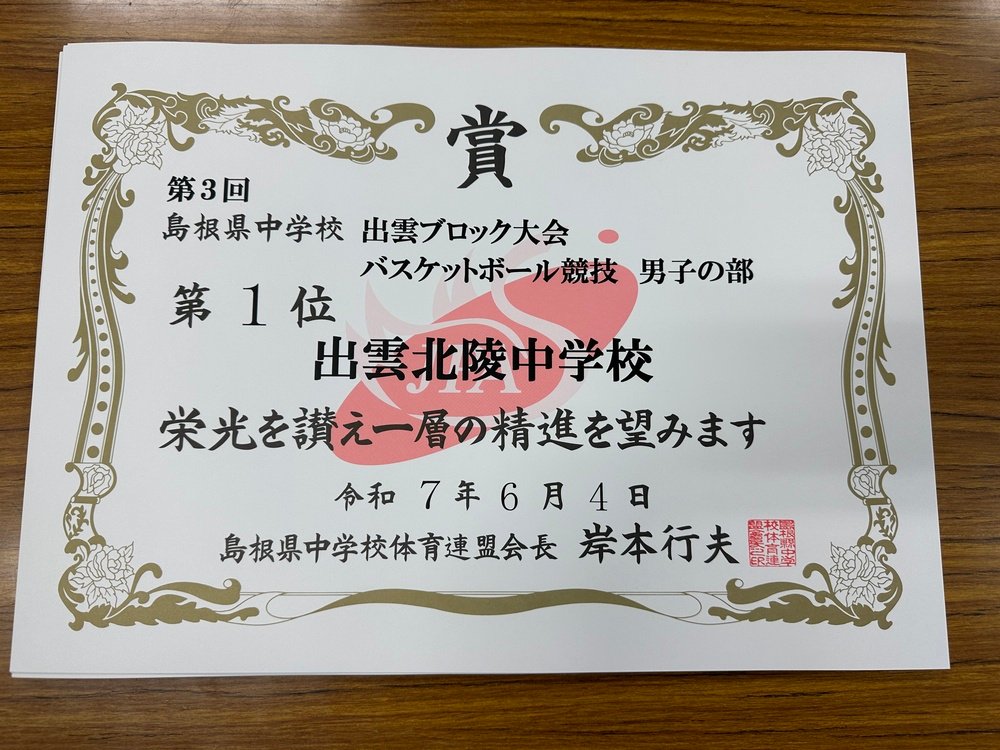 賞
第3回
島根県中学校 出雲ブロック大会
バスケットボール競技 男子の部
第 1 位
出雲北陵中学校
栄光を讃え一層の精進を望みます
令和 7 年 6 月 4 日
島根県中学校体育連盟会長 岸本行夫